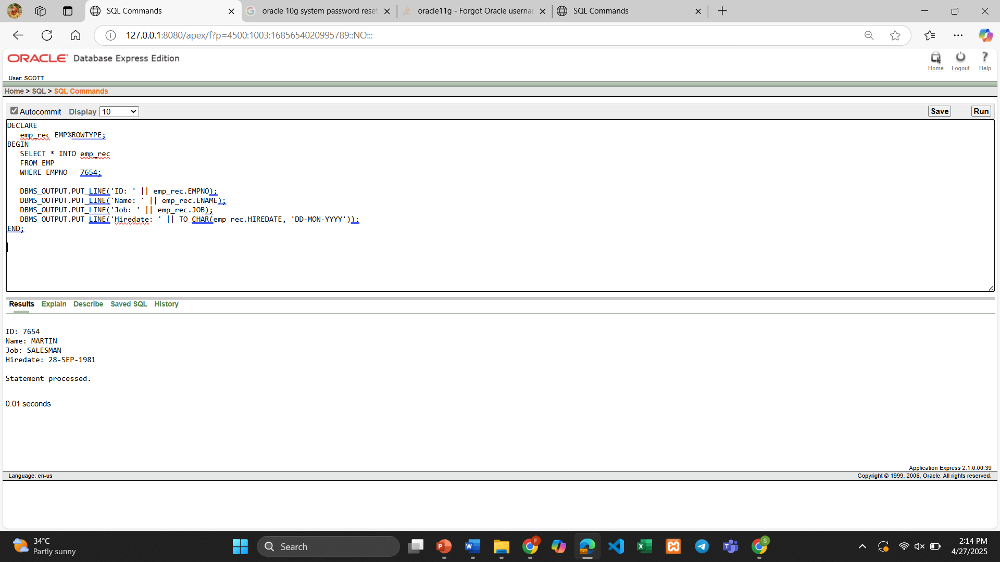 SQL Commands
oracle 10g system password reset
oracle11g - Forgot Oracle userna
SQL Commands
127.0.0.1:8080/apex/f?p=4500:1003:1685654020995789::NO:::
ORACLE Database Express Edition
Home Logout Help
User: SCOTT
Home > SQL > SQL Commands
Autocommit Display 10 Save Run
DECLARE
   emp_rec EMP%ROWTYPE;
BEGIN
   SELECT * INTO emp_rec
   FROM EMP
   WHERE EMPNO = 7654;
   DBMS_OUTPUT.PUT_LINE('ID: ' || emp_rec.EMPNO);
   DBMS_OUTPUT.PUT_LINE('Name: ' || emp_rec.ENAME);
   DBMS_OUTPUT.PUT_LINE('Job: ' || emp_rec.JOB);
   DBMS_OUTPUT.PUT_LINE('Hiredate: ' || TO_CHAR(emp_rec.HIREDATE, 'DD-MON-YYYY'));
END;
Results Explain Describe Saved SQL History
ID: 7654
Name: MARTIN
Job: SALESMAN
Hiredate: 28-SEP-1981
Statement processed.
0.01 seconds
Application Express 2.1.0.00.39
Language: en-us Copyright © 1999, 2006, Oracle. All rights reserved.
34°C
Partly sunny
Search
2:14 PM
4/27/2025